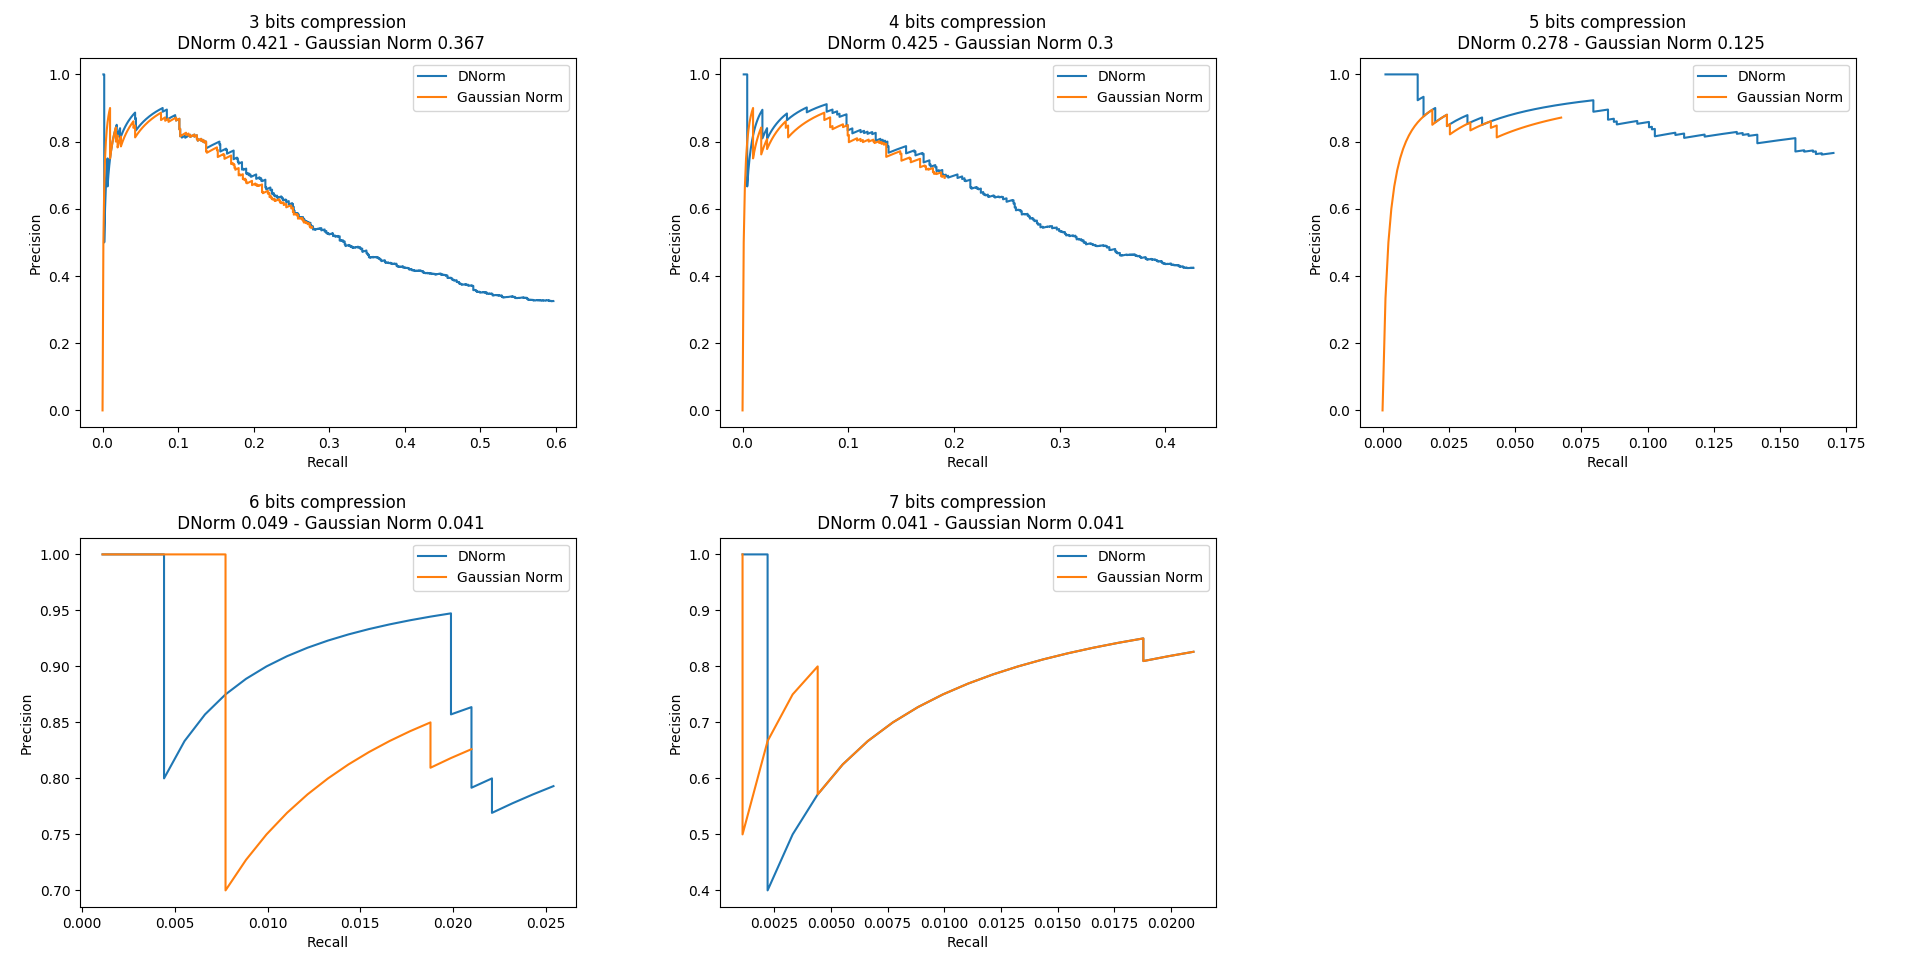 3 bits compression
DNorm 0.421 - Gaussian Norm 0.367
DNorm
Gaussian Norm
Precision
1.0
0.8
0.6
0.4
0.2
0.0
0.0 0.1 0.2 0.3 0.4 0.5 0.6
Recall
4 bits compression
DNorm 0.425 - Gaussian Norm 0.3
DNorm
Gaussian Norm
Precision
1.0
0.8
0.6
0.4
0.2
0.0
0.0 0.1 0.2 0.3 0.4
Recall
5 bits compression
DNorm 0.278 - Gaussian Norm 0.125
DNorm
Gaussian Norm
Precision
1.0
0.8
0.6
0.4
0.2
0.0
0.000 0.025 0.050 0.075 0.100 0.125 0.150 0.175
Recall
6 bits compression
DNorm 0.049 - Gaussian Norm 0.041
DNorm
Gaussian Norm
Precision
1.00
0.95
0.90
0.85
0.80
0.75
0.70
0.000 0.005 0.010 0.015 0.020 0.025
Recall
7 bits compression
DNorm 0.041 - Gaussian Norm 0.041
DNorm
Gaussian Norm
Precision
1.0
0.9
0.8
0.7
0.6
0.5
0.4
0.0025 0.0050 0.0075 0.0100 0.0125 0.0150 0.0175 0.0200
Recall